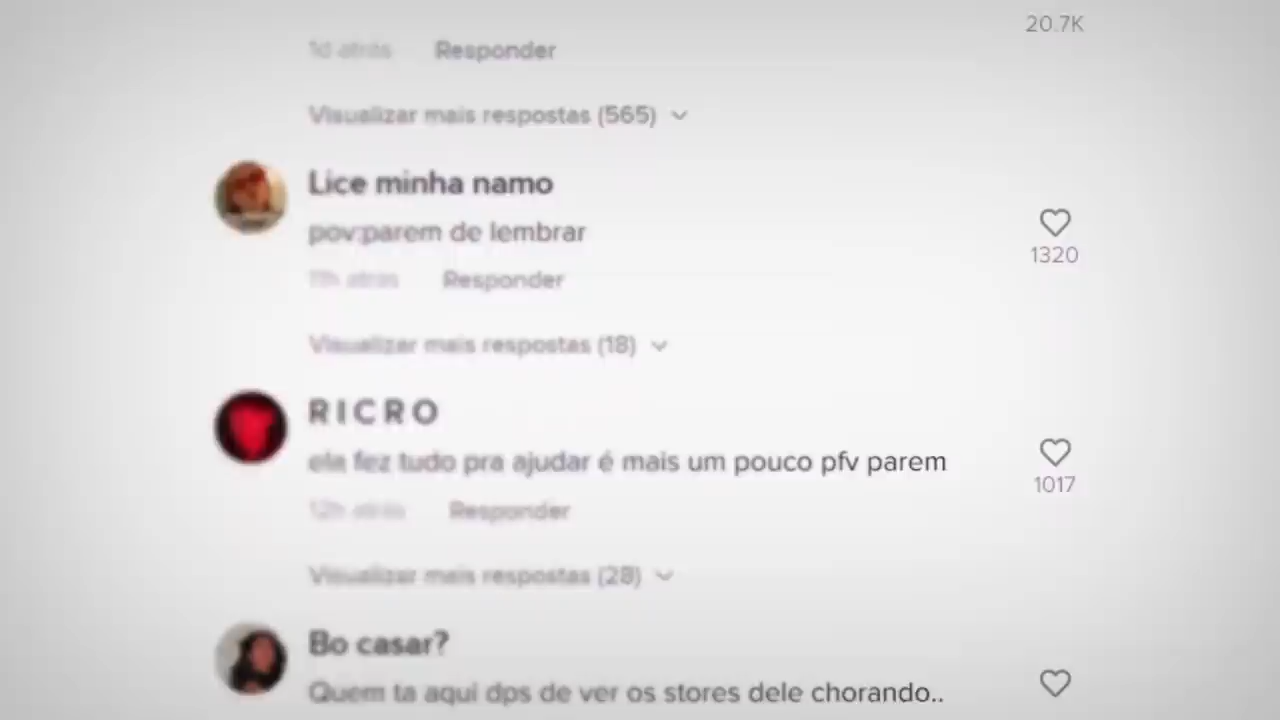 20.7K
1d atrás Responder
Visualizar mais respostas (565)
Lice minha namo
pov:parem de lembrar
1320
11h atrás Responder
Visualizar mais respostas (18)
R I C R O
ela fez tudo pra ajudar é mais um pouco pfv parem
1017
12h atrás Responder
Visualizar mais respostas (28)
Bo casar?
Quem ta aqui dps de ver os stores dele chorando..